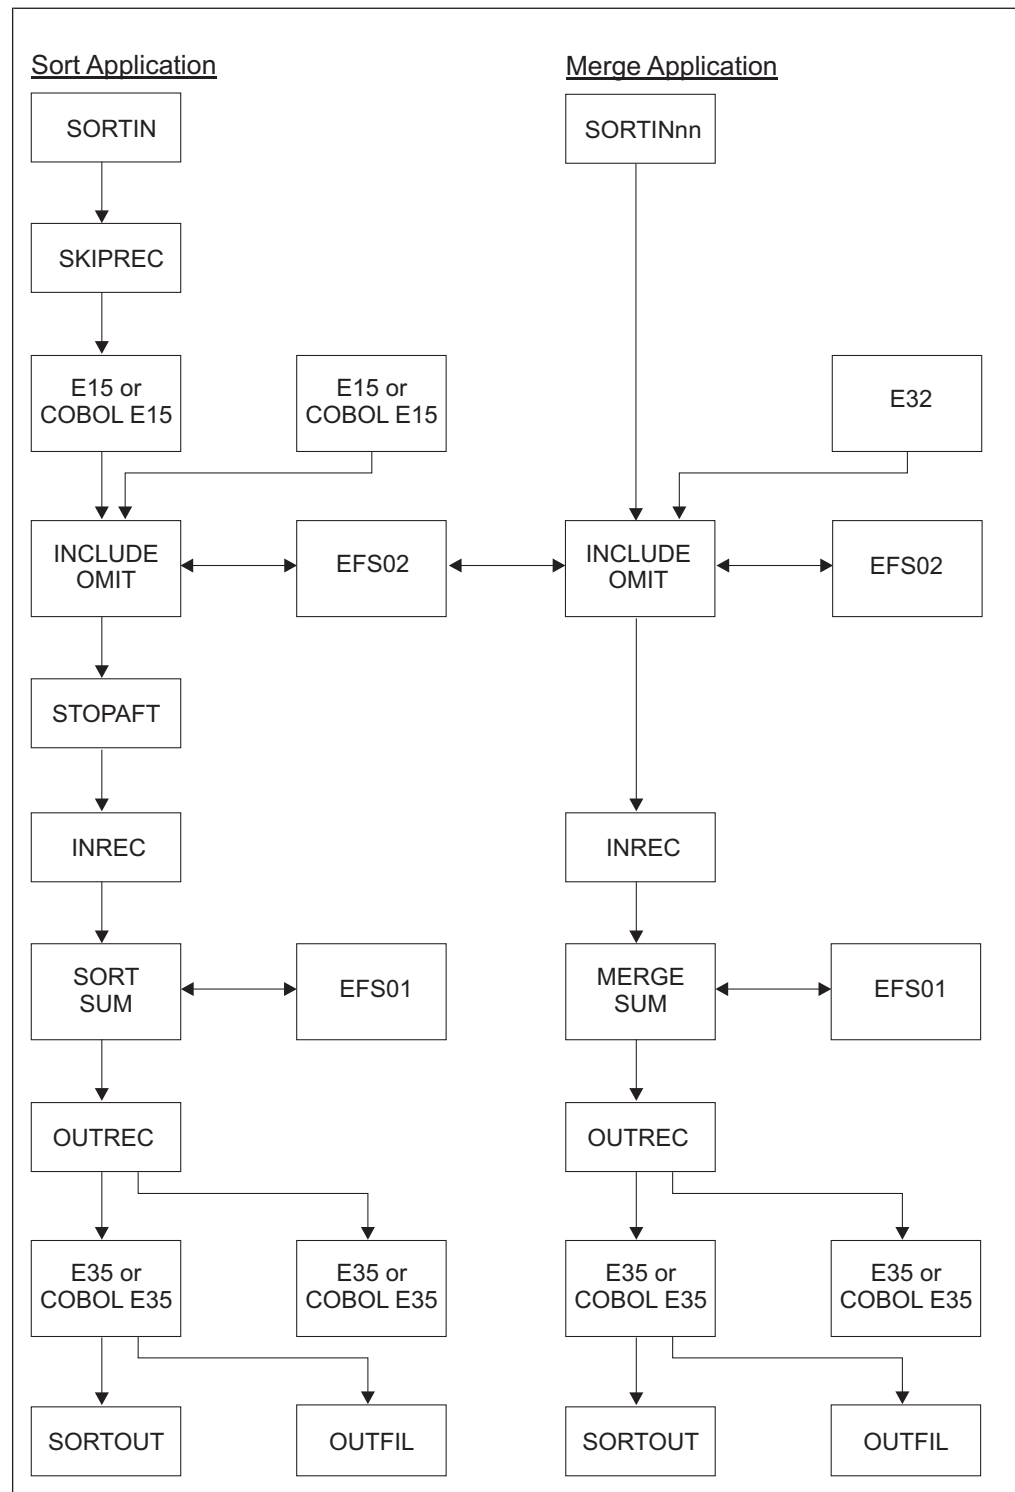 Sort Application
Merge Application
SORTIN
SORTINnn
SKIPREC
E15 or
COBOL E15
E15 or
COBOL E15
E32
INCLUDE
OMIT
EFS02
INCLUDE
OMIT
EFS02
STOPAFT
INREC
INREC
SORT
SUM
EFS01
MERGE
SUM
EFS01
OUTREC
OUTREC
E35 or
COBOL E35
E35 or
COBOL E35
E35 or
COBOL E35
E35 or
COBOL E35
SORTOUT
OUTFIL
SORTOUT
OUTFIL